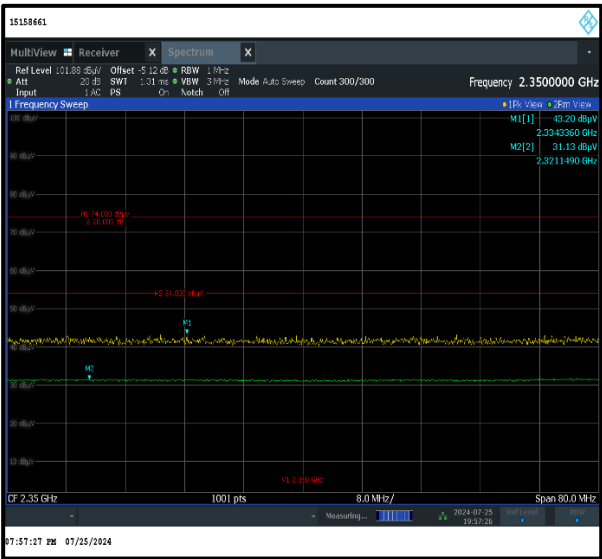 15158661
MultiView Receiver X Spectrum X
Ref Level 101.88 dBµV Offset -5.12 dB RBW 1 MHz
Att 20 dB SWT 1.01 ms VBW 3 MHz Mode Auto Sweep Count 300/300 Frequency 2.3500000 GHz
Input 1 AC PS On Notch Off
1 Frequency Sweep 1Pk View 2Rm View
100 dBµV M1[1] 43.20 dBµV
2.3343360 GHz
M2[2] 31.13 dBµV
90 dBµV 2.3211490 GHz
80 dBµV
H1 74.000 dBµV
70 dBµV
60 dBµV
H2 54.000 dBµV
50 dBµV
M1
40 dBµV
M2
30 dBµV
20 dBµV
10 dBµV
CF 2.35 GHz 1001 pts 8.0 MHz/ Span 80.0 MHz
Measuring... 2024-07-25 Ref Level RBW
19:57:26
07:57:27 PM 07/25/2024